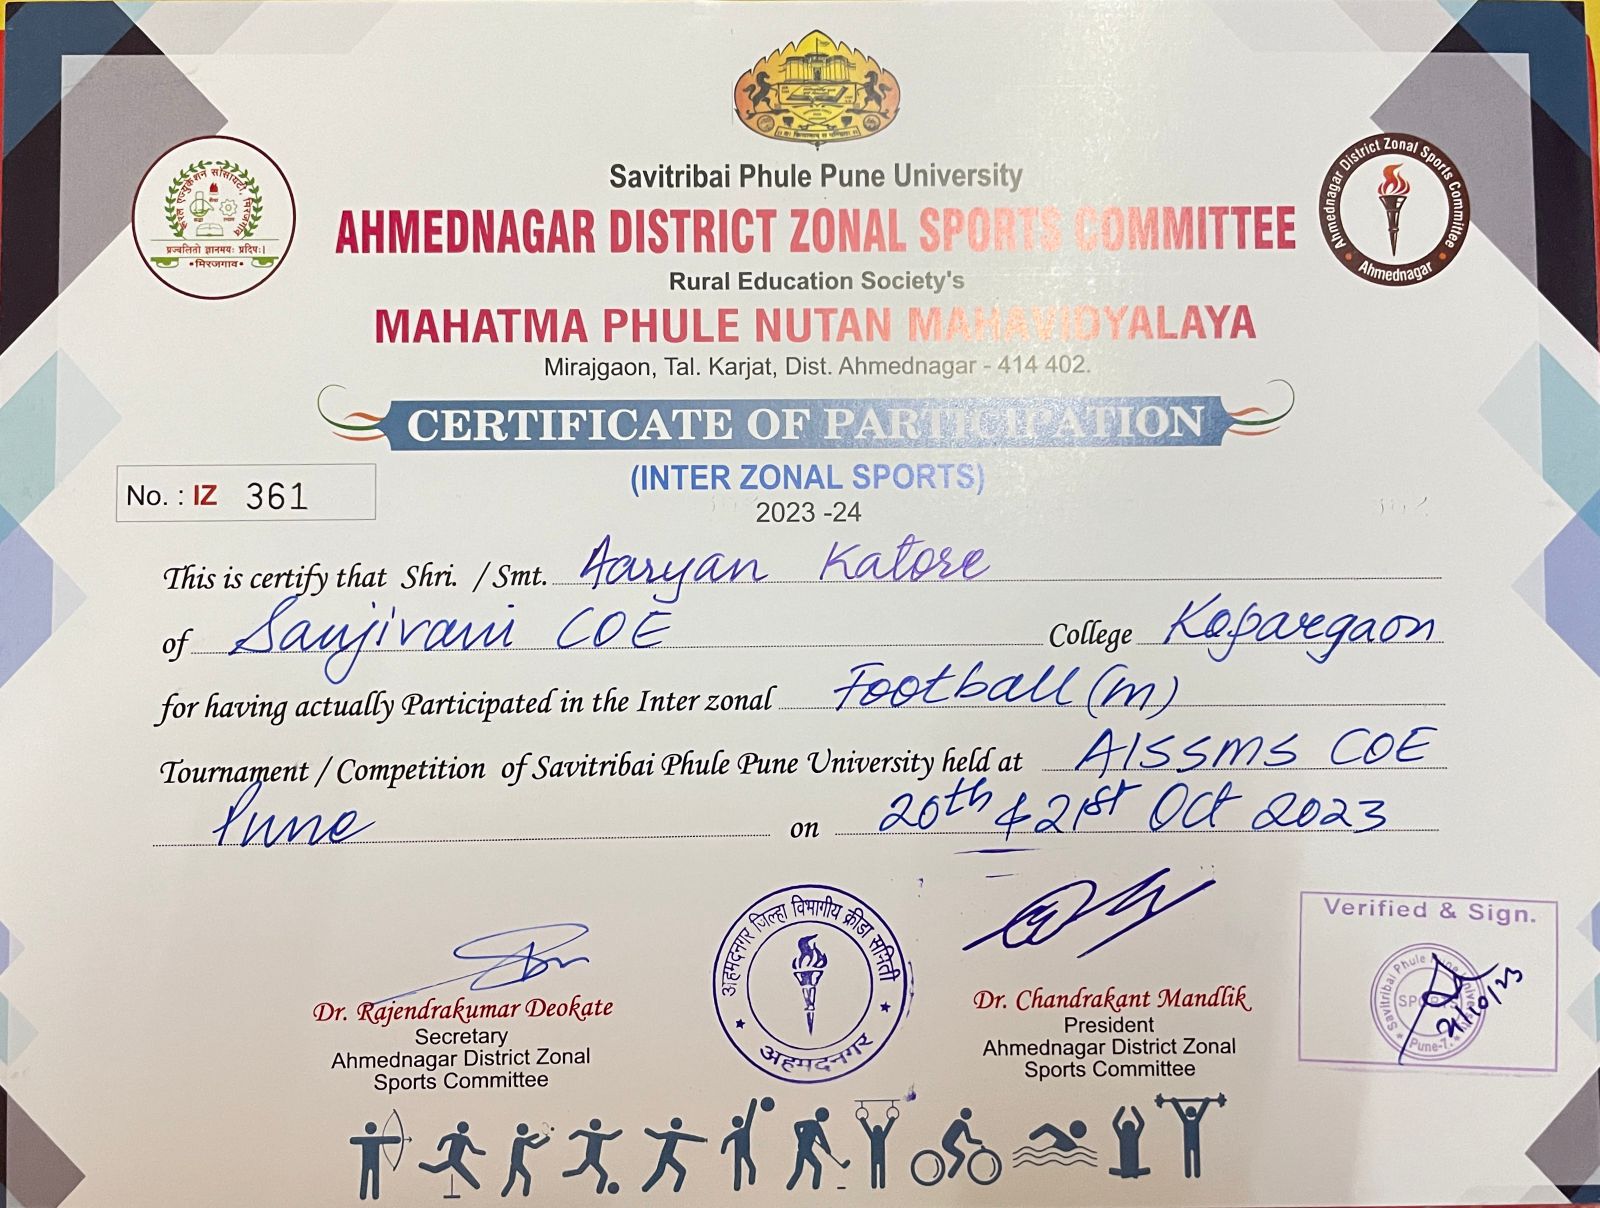 Savitribai Phule Pune University
AHMEDNAGAR DISTRICT ZONAL SPORTS COMMITTEE
Rural Education Society's
MAHATMA PHULE NUTAN MAHAVIDYALAYA
Mirajgaon, Tal. Karjat, Dist. Ahmednagar - 414 402.
रुरल एज्युकेशन सोसायटी, मिरजगाव
प्रज्वलितो ज्ञानमयः प्रदिपः।
• मिरजगाव •
Ahmednagar District Zonal Sports Committee
• Ahmednagar •
CERTIFICATE OF PARTICIPATION
(INTER ZONAL SPORTS)
2023 -24
No. : IZ 361
This is certify that Shri. / Smt. Aaryan Katore
of Sanjivani COE College Kopargaon
for having actually Participated in the Inter zonal Football (M)
Tournament / Competition of Savitribai Phule Pune University held at AISSMS COE
Pune on 20th & 21st Oct 2023
Dr. Rajendrakumar Deokate
Secretary
Ahmednagar District Zonal
Sports Committee
अहमदनगर जिल्हा विभागीय क्रीडा समिती
अहमदनगर
Dr. Chandrakant Mandlik
President
Ahmednagar District Zonal
Sports Committee
Verified & Sign.
Savitribai Phule Pune University
SPORTS
Pune-7.
21/10/23